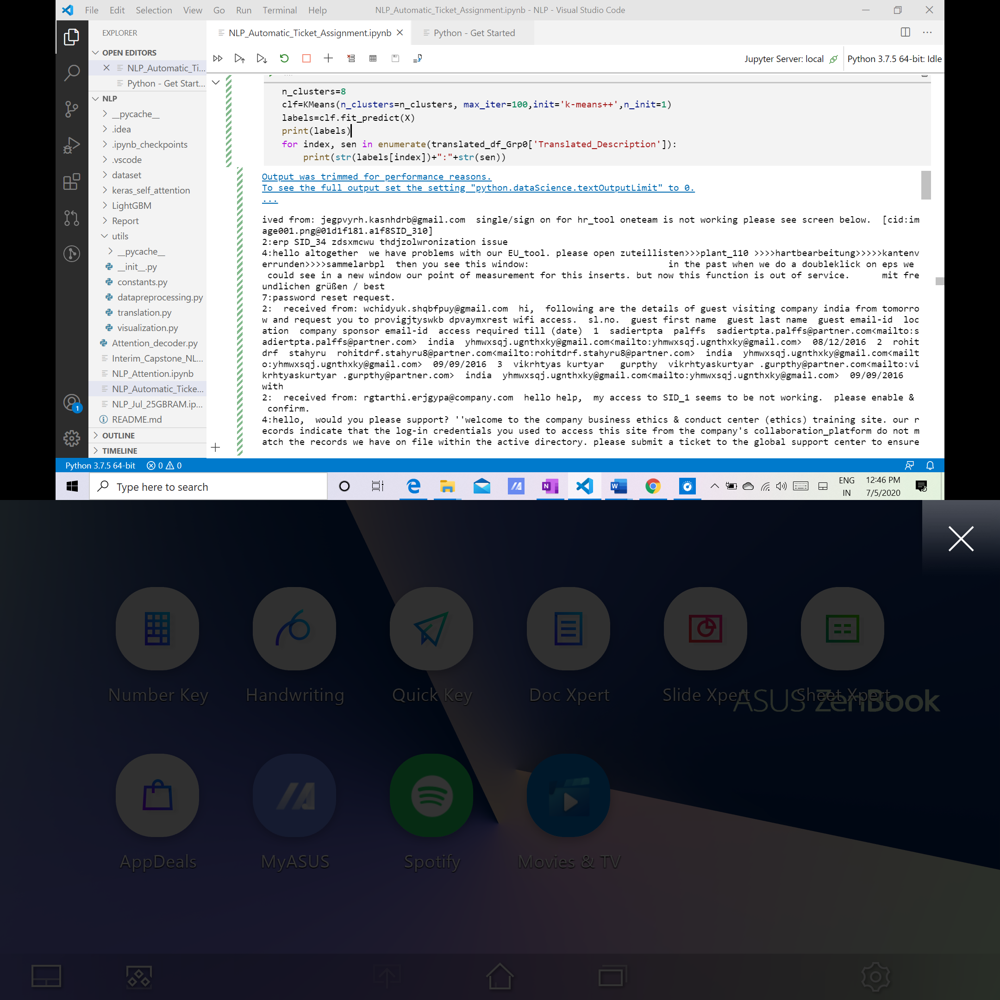 File Edit Selection View Go Run Terminal Help NLP_Automatic_Ticket_Assignment.ipynb - NLP - Visual Studio Code
EXPLORER
NLP_Automatic_Ticket_Assignment.ipynb
Python - Get Started
OPEN EDITORS
NLP_Automatic_Ti...
Python - Get Start...
NLP
__pycache__
.idea
.ipynb_checkpoints
.vscode
dataset
keras_self_attention
LightGBM
Report
utils
__pycache__
__init__.py
constants.py
datapreprocessing.py
translation.py
visualization.py
Attention_decoder.py
Interim_Capstone_NL...
NLP_Attention.ipynb
NLP_Automatic_Ticke...
NLP_Jul_25GBRAM.ip...
README.md
OUTLINE
TIMELINE
1
Jupyter Server: local
Python 3.7.5 64-bit: Idle
n_clusters=8
clf=KMeans(n_clusters=n_clusters, max_iter=100,init='k-means++',n_init=1)
labels=clf.fit_predict(X)
print(labels)
for index, sen in enumerate(translated_df_Grp0['Translated_Description']):
print(str(labels[index])+":"+str(sen))
Output was trimmed for performance reasons.
To see the full output set the setting "python.dataScience.textOutputLimit" to 0.
...
ived from: jegpvyrh.kasnhdrb@gmail.com single/sign on for hr_tool oneteam is not working please see screen below. [cid:im
age001.png@01d1f181.a1f8SID_310]
2:erp SID_34 zdsxmcwu thdjzolwronization issue
4:hello altogether we have problems with our EU_tool. please open zuteillisten>>>plant_110 >>>>hartbearbeitung>>>>>kantenv
errunden>>>>sammelarbpl then you see this window: in the past when we do a doubleklick on eps we
could see in a new window our point of measurement for this inserts. but now this function is out of service. mit fre
undlichen grüßen / best
7:password reset request.
2: received from: wchidyuk.shqbfpuy@gmail.com hi, following are the details of guest visiting company india from tomorro
w and request you to provigjtyswkb dpvaymxrest wifi access. sl.no. guest first name guest last name guest email-id loc
ation company sponsor email-id access required till (date) 1 sadiertpta palffs sadiertpta.palffs@partner.com<mailto:s
adiertpta.palffs@partner.com> india yhmwxsqj.ugnthxky@gmail.com<mailto:yhmwxsqj.ugnthxky@gmail.com> 08/12/2016 2 rohit
drf stahyru rohitdrf.stahyru8@partner.com<mailto:rohitdrf.stahyru8@partner.com> india yhmwxsqj.ugnthxky@gmail.com<mailt
o:yhmwxsqj.ugnthxky@gmail.com> 09/09/2016 3 vikrhtyas kurtyar gurpthy vikrhtyaskurtyar .gurpthy@partner.com<mailto:vi
krhtyaskurtyar .gurpthy@partner.com> india yhmwxsqj.ugnthxky@gmail.com<mailto:yhmwxsqj.ugnthxky@gmail.com> 09/09/2016
with
2: received from: rgtarthi.erjgypa@company.com hello help, my access to SID_1 seems to be not working. please enable &
confirm.
4:hello, would you please support? ''welcome to the company business ethics & conduct center (ethics) training site. our r
ecords indicate that the log-in credentials you used to access this site from the company's collaboration_platform do not m
atch the records we have on file within the active directory. please submit a ticket to the global support center to ensure
Python 3.7.5 64-bit 0 0
Type here to search
ENG
IN
12:46 PM
7/5/2020
Number Key
Handwriting
Quick Key
Doc Xpert
Slide Xpert
Sheet Xpert
ASUS ZenBook
AppDeals
MyASUS
Spotify
Movies & TV